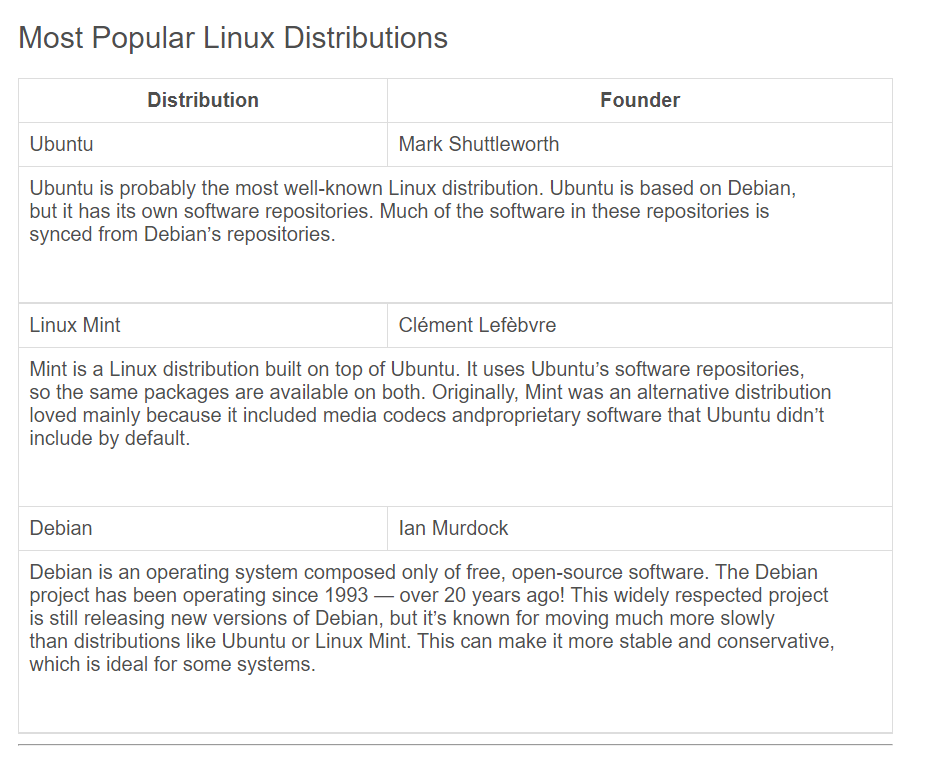 Most Popular Linux Distributions
Distribution Founder
Ubuntu Mark Shuttleworth
Ubuntu is probably the most well-known Linux distribution. Ubuntu is based on Debian,
but it has its own software repositories. Much of the software in these repositories is
synced from Debian’s repositories.
Linux Mint Clément Lefèbvre
Mint is a Linux distribution built on top of Ubuntu. It uses Ubuntu’s software repositories,
so the same packages are available on both. Originally, Mint was an alternative distribution
loved mainly because it included media codecs andproprietary software that Ubuntu didn’t
include by default.
Debian Ian Murdock
Debian is an operating system composed only of free, open-source software. The Debian
project has been operating since 1993 — over 20 years ago! This widely respected project
is still releasing new versions of Debian, but it’s known for moving much more slowly
than distributions like Ubuntu or Linux Mint. This can make it more stable and conservative,
which is ideal for some systems.